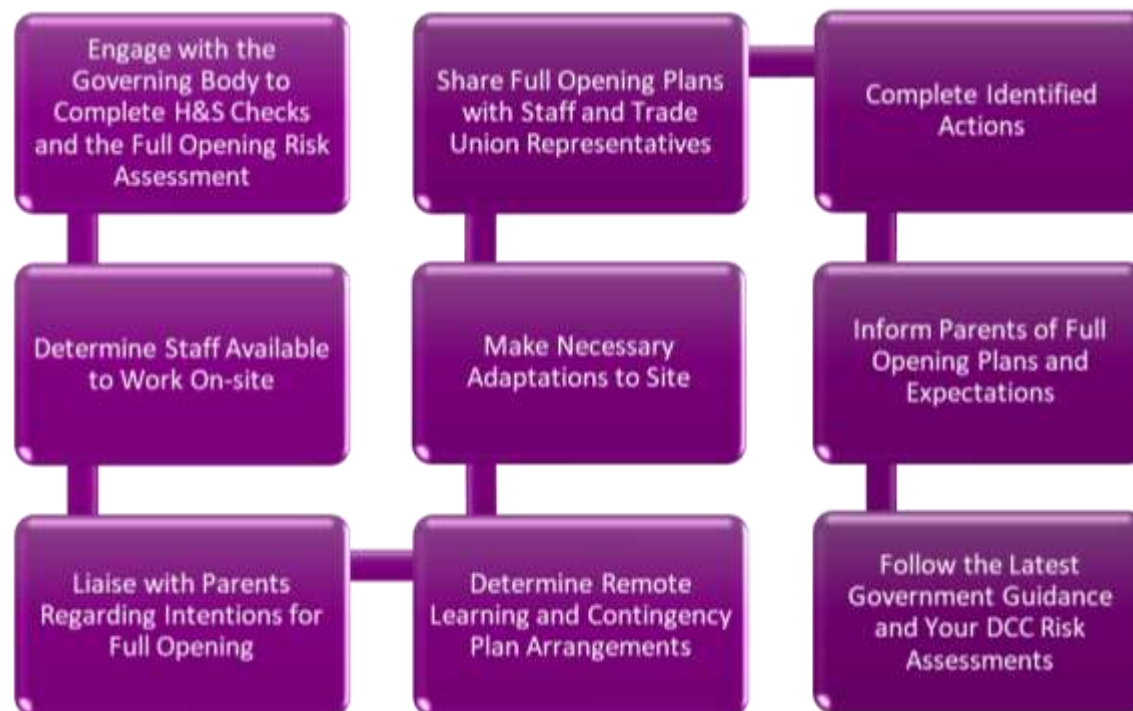 Engage with the
Governing Body to
Complete H&S Checks
and the Full Opening Risk
Assessment
Determine Staff Available
to Work On-site
Liaise with Parents
Regarding Intentions for
Full Opening
Determine Remote
Learning and Contingency
Plan Arrangements
Make Necessary
Adaptations to Site
Share Full Opening Plans
with Staff and Trade
Union Representatives
Complete Identified
Actions
Inform Parents of Full
Opening Plans and
Expectations
Follow the Latest
Government Guidance
and Your DCC Risk
Assessments